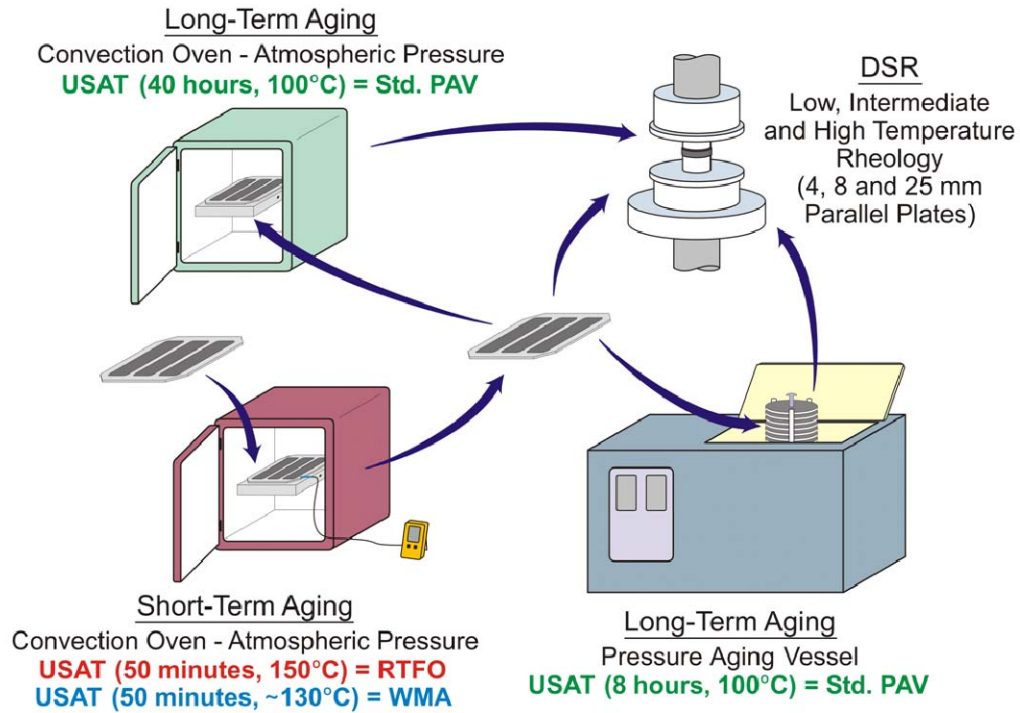 Long-Term Aging
Convection Oven - Atmospheric Pressure
USAT (40 hours, 100°C) = Std. PAV
DSR
Low, Intermediate
and High Temperature
Rheology
(4, 8 and 25 mm
Parallel Plates)
Short-Term Aging
Convection Oven - Atmospheric Pressure
USAT (50 minutes, 150°C) = RTFO
USAT (50 minutes, ~130°C) = WMA
Long-Term Aging
Pressure Aging Vessel
USAT (8 hours, 100°C) = Std. PAV